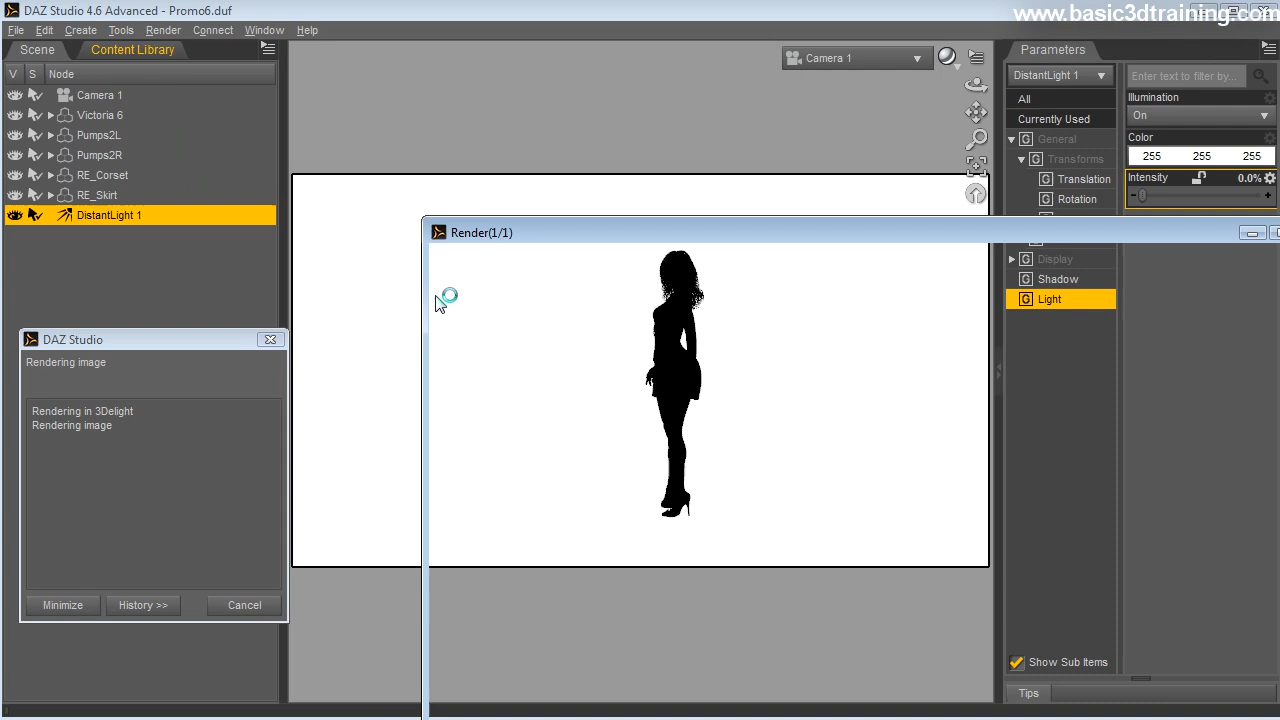 DAZ Studio 4.6 Advanced - Promo6.duf
www.basic3dtraining.com
File Edit Create Tools Render Connect Window Help
Scene Content Library
V S Node
Camera 1
Victoria 6
Pumps2L
Pumps2R
RE_Corset
RE_Skirt
DistantLight 1
Camera 1
Parameters
DistantLight 1
All
Currently Used
G General
G Transforms
G Translation
G Rotation
G Display
G Shadow
G Light
Show Sub Items
Tips
Enter text to filter by...
Illumination
On
Color
255 255 255
Intensity 0.0%
Render(1/1)
DAZ Studio
Rendering image
Rendering in 3Delight
Rendering image
Minimize History >> Cancel